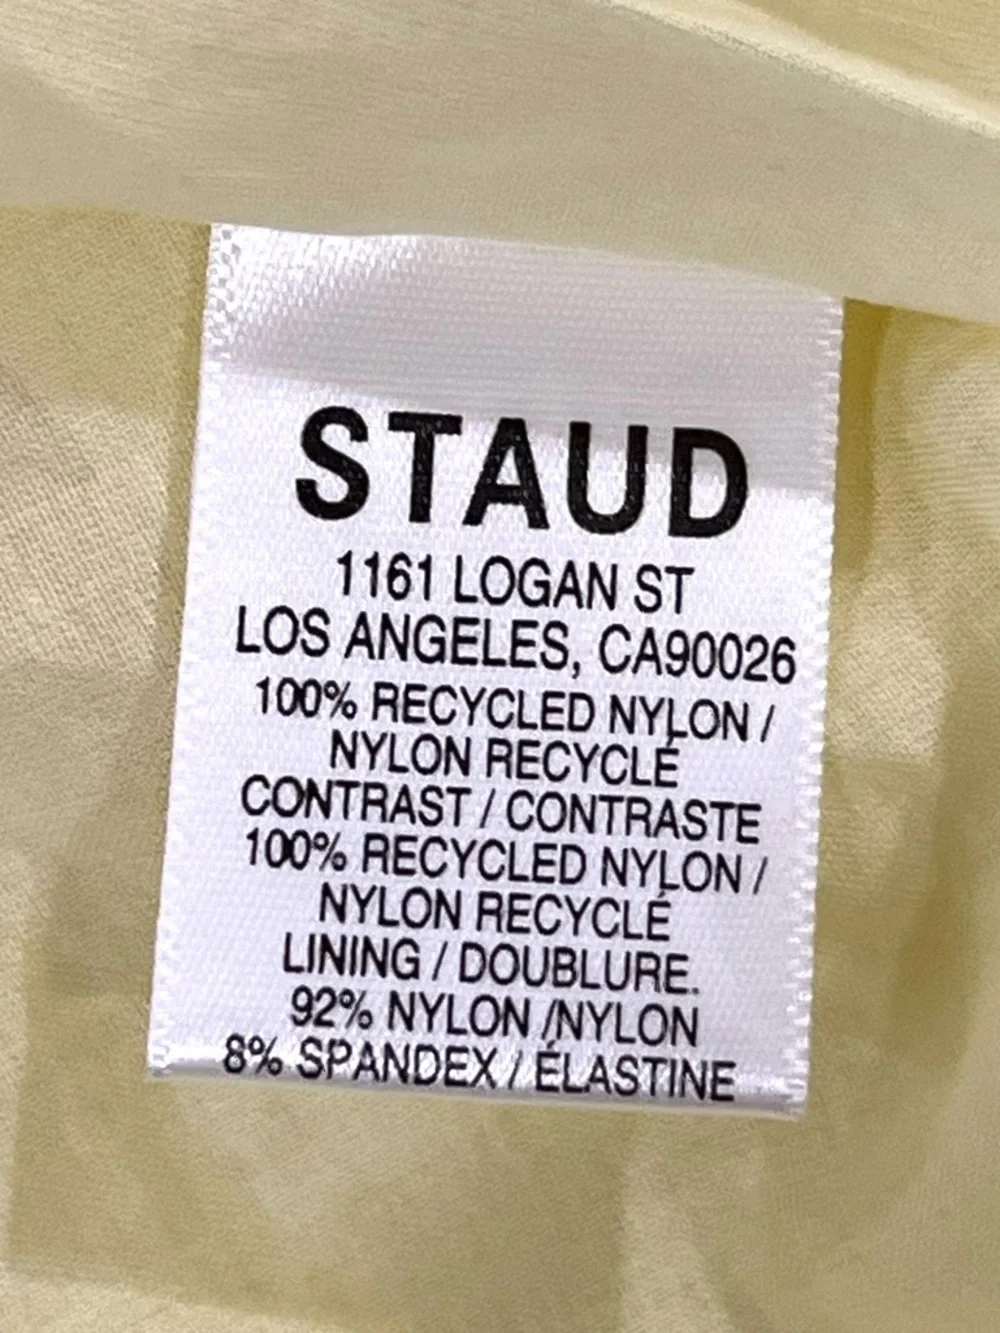 STAUD
1161 LOGAN ST
LOS ANGELES, CA90026
100% RECYCLED NYLON /
NYLON RECYCLÉ
CONTRAST / CONTRASTE
100% RECYCLED NYLON /
NYLON RECYCLÉ
LINING / DOUBLURE.
92% NYLON /NYLON
8% SPANDEX / ÉLASTINE